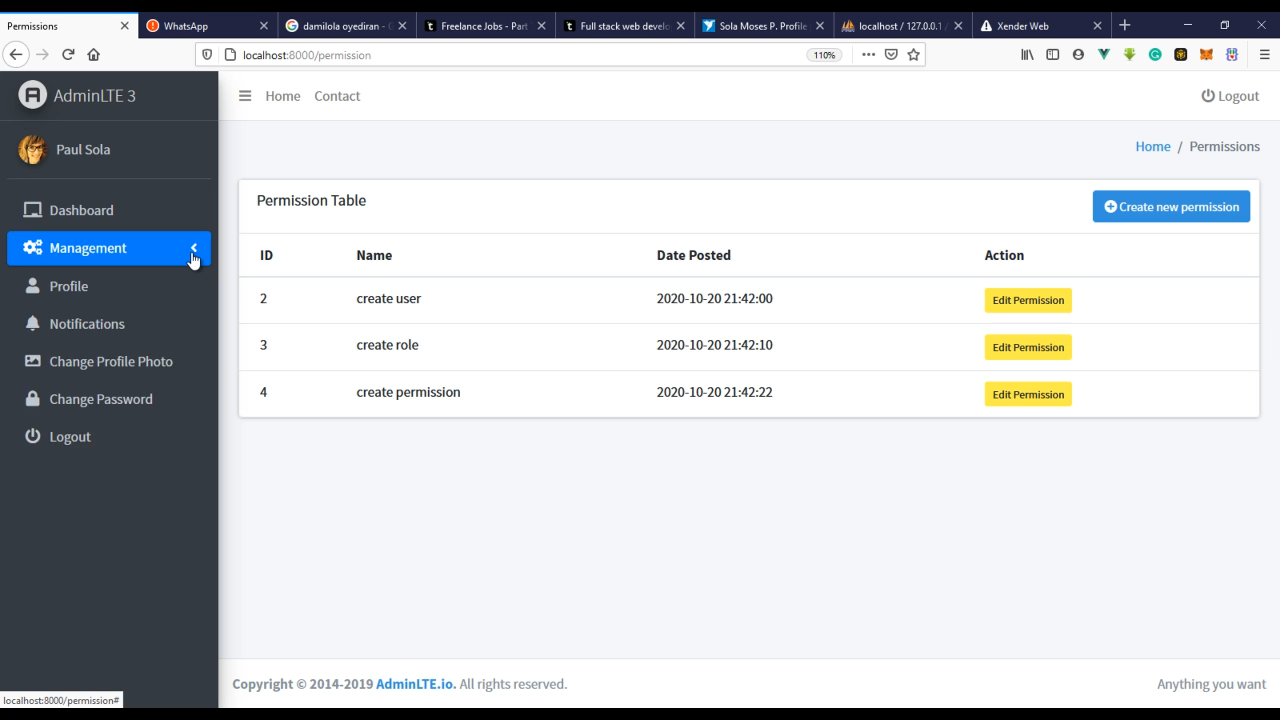 Permissions
WhatsApp
damilola oyediran - G
Freelance Jobs - Part
Full stack web develo
Sola Moses P. Profile
localhost / 127.0.0.1 /
Xender Web
localhost:8000/permission
110%
AdminLTE 3
Home Contact
Logout
Paul Sola
Home / Permissions
Dashboard
Management
Profile
Notifications
Change Profile Photo
Change Password
Logout
Permission Table
Create new permission
ID Name Date Posted Action
2 create user 2020-10-20 21:42:00 Edit Permission
3 create role 2020-10-20 21:42:10 Edit Permission
4 create permission 2020-10-20 21:42:22 Edit Permission
Copyright © 2014-2019 AdminLTE.io. All rights reserved.
Anything you want
localhost:8000/permission#